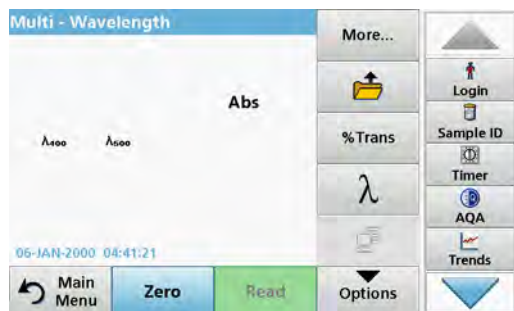 Multi - Wavelength
Abs
λ400 λ500
06-JAN-2000 04:41:21
Main
Menu
Zero
Read
Options
More...
%Trans
λ
Login
Sample ID
Timer
AQA
Trends